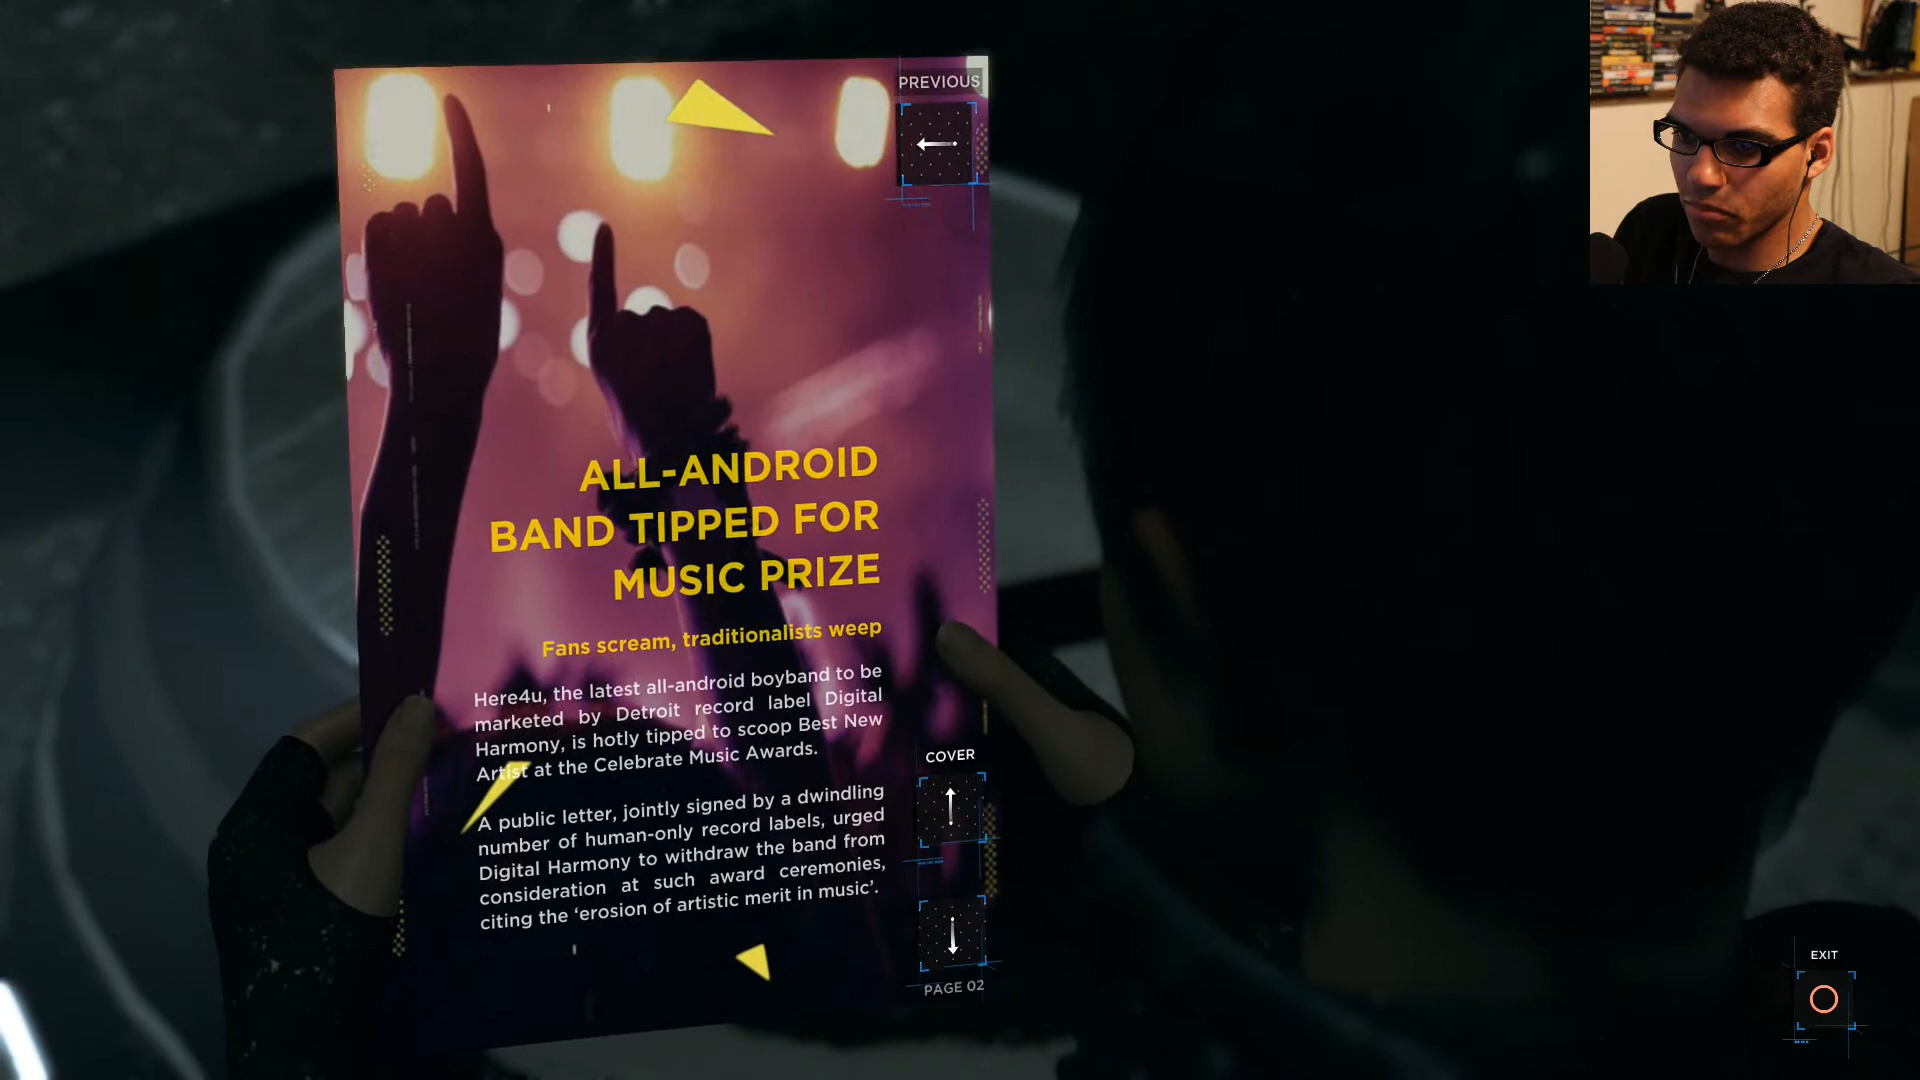 PREVIOUS
ALL-ANDROID
BAND TIPPED FOR
MUSIC PRIZE
Fans scream, traditionalists weep
Here4u, the latest all-android boyband to be
marketed by Detroit record label Digital
Harmony, is hotly tipped to scoop Best New
Artist at the Celebrate Music Awards.
A public letter, jointly signed by a dwindling
number of human-only record labels, urged
Digital Harmony to withdraw the band from
consideration at such award ceremonies,
citing the ‘erosion of artistic merit in music’.
COVER
PAGE 02
EXIT